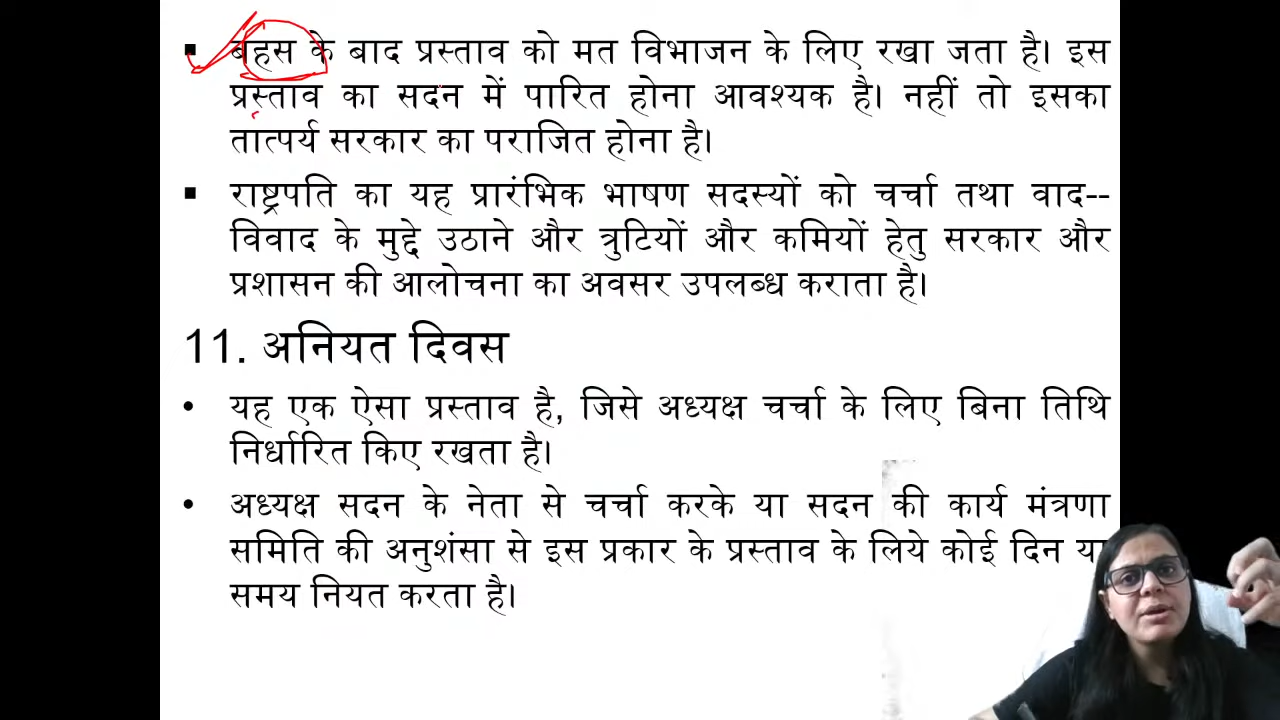 ▪ बहस के बाद प्रस्ताव को मत विभाजन के लिए रखा जता है। इस
प्रस्ताव का सदन में पारित होना आवश्यक है। नहीं तो इसका
तात्पर्य सरकार का पराजित होना है।
▪ राष्ट्रपति का यह प्रारंभिक भाषण सदस्यों को चर्चा तथा वाद--
विवाद के मुद्दे उठाने और त्रुटियों और कमियों हेतु सरकार और
प्रशासन की आलोचना का अवसर उपलब्ध कराता है।
11. अनियत दिवस
• यह एक ऐसा प्रस्ताव है, जिसे अध्यक्ष चर्चा के लिए बिना तिथि
निर्धारित किए रखता है।
• अध्यक्ष सदन के नेता से चर्चा करके या सदन की कार्य मंत्रणा
समिति की अनुशंसा से इस प्रकार के प्रस्ताव के लिये कोई दिन या
समय नियत करता है।